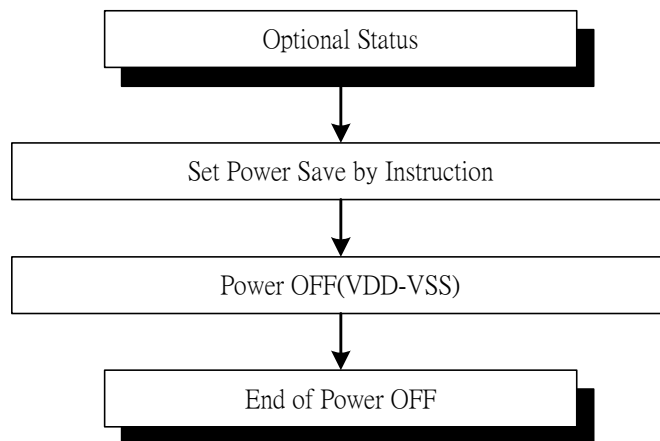 Optional Status
Set Power Save by Instruction
Power OFF(VDD-VSS)
End of Power OFF